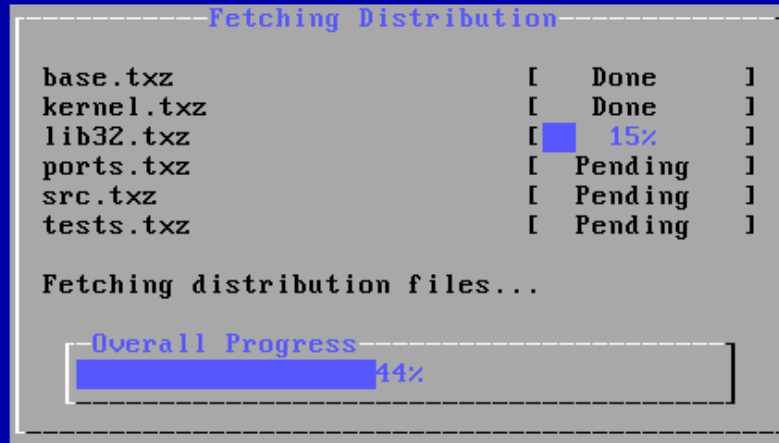 Fetching Distribution
base.txz [ Done ]
kernel.txz [ Done ]
lib32.txz [ 15% ]
ports.txz [ Pending ]
src.txz [ Pending ]
tests.txz [ Pending ]
Fetching distribution files...
Overall Progress
44%